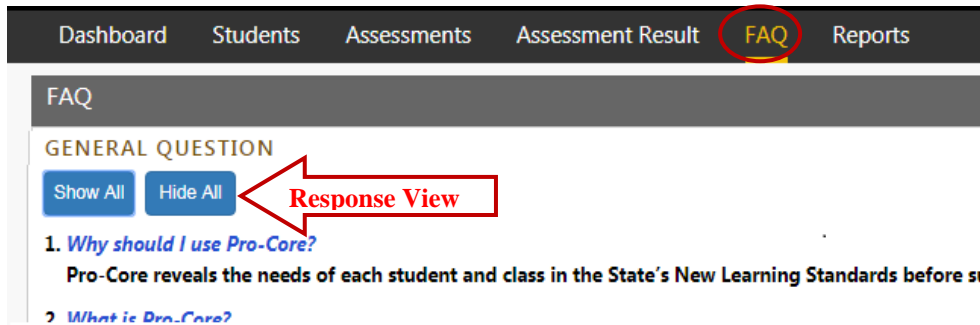 Dashboard Students Assessments Assessment Result FAQ Reports
FAQ
GENERAL QUESTION
Show All Hide All Response View
1. Why should I use Pro-Core?
Pro-Core reveals the needs of each student and class in the State's New Learning Standards before
2. What is Pro-Core?